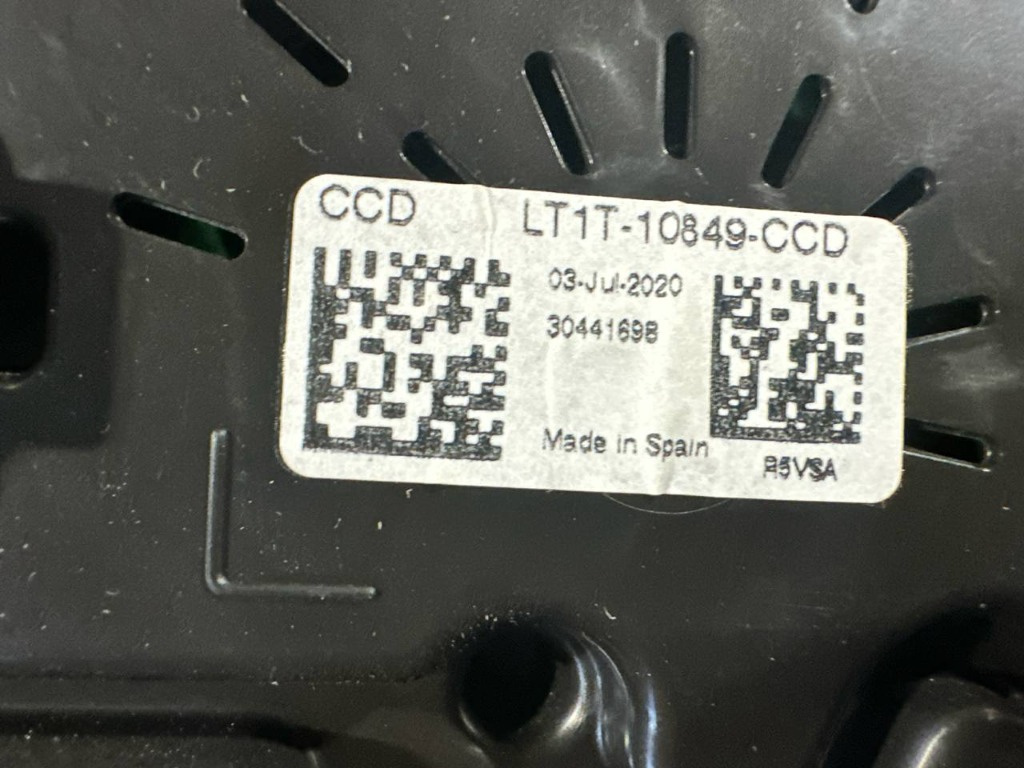 CCD
LT1T-10849-CCD
03-Jul-2020
30441698
Made in Spain
R5VSA